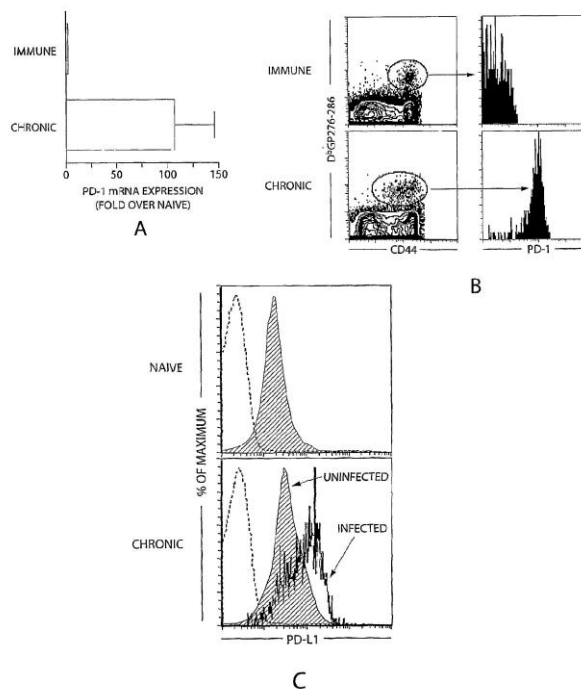 IMMUNE
CHRONIC
0 50 100 150
PD-1 mRNA EXPRESSION
(FOLD OVER NAIVE)
A
IMMUNE
CHRONIC
DᵇGP276-286
CD44
PD-1
B
NAIVE
CHRONIC
% OF MAXIMUM
UNINFECTED
INFECTED
PD-L1
C